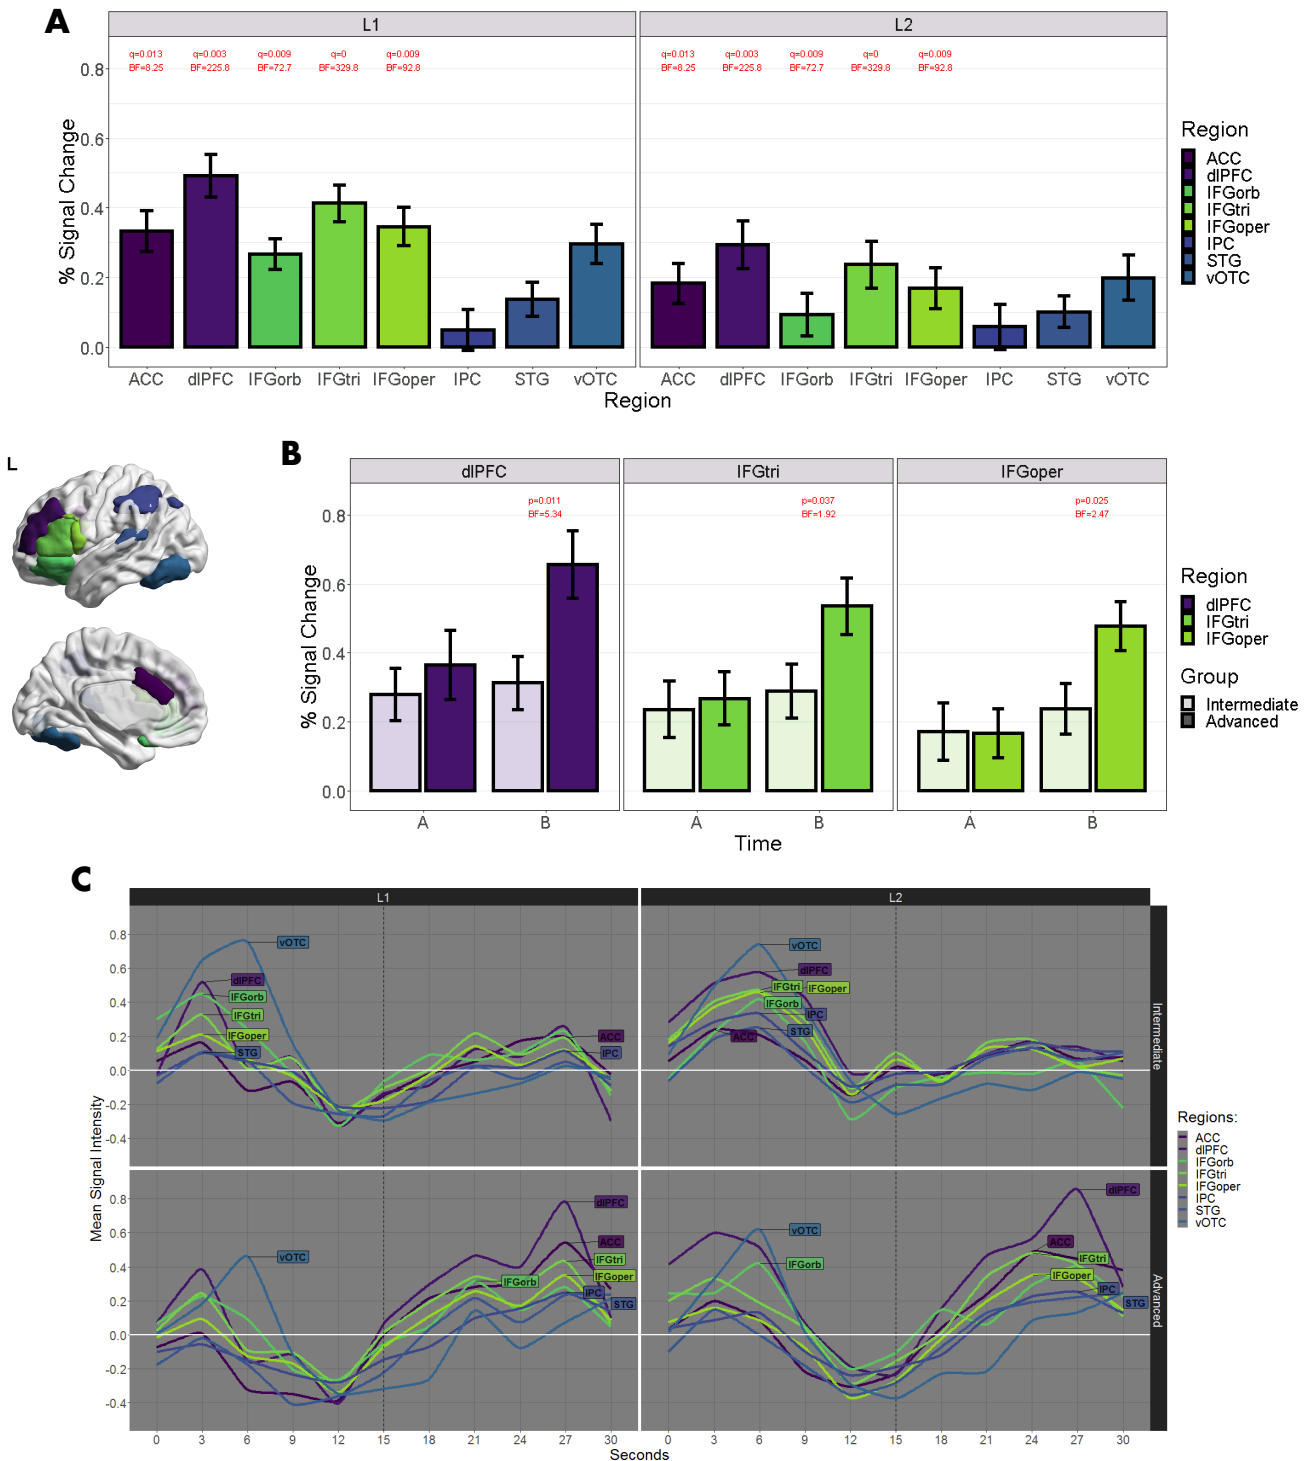 A
L1
L2
q=0.013 q=0.003 q=0.009 q=0 q=0.009
BF=8.25 BF=225.8 BF=72.7 BF=329.8 BF=92.8
q=0.013 q=0.003 q=0.009 q=0 q=0.009
BF=8.25 BF=225.8 BF=72.7 BF=329.8 BF=92.8
% Signal Change
0.8
0.6
0.4
0.2
0.0
ACC dlPFC IFGorb IFGtri IFGoper IPC STG vOTC
ACC dlPFC IFGorb IFGtri IFGoper IPC STG vOTC
Region
Region
ACC
dlPFC
IFGorb
IFGtri
IFGoper
IPC
STG
vOTC
L
B
dlPFC
IFGtri
IFGoper
p=0.011
BF=5.34
p=0.037
BF=1.92
p=0.025
BF=2.47
% Signal Change
0.8
0.6
0.4
0.2
0.0
A B
A B
A B
Time
Region
dlPFC
IFGtri
IFGoper
Group
Intermediate
Advanced
C
L1
L2
Intermediate
Advanced
Mean Signal Intensity
0.8
0.6
0.4
0.2
0.0
-0.2
-0.4
vOTC
dlPFC
IFGorb
IFGtri
IFGoper
STG
ACC
IPC
vOTC
dlPFC
IFGtri
IFGoper
IFGorb
IPC
STG
ACC
0.8
0.6
0.4
0.2
0.0
-0.2
-0.4
vOTC
dlPFC
ACC
IFGtri
IFGoper
IFGorb
IPC
STG
vOTC
IFGorb
dlPFC
ACC
IFGtri
IFGoper
IPC
STG
0 3 6 9 12 15 18 21 24 27 30
0 3 6 9 12 15 18 21 24 27 30
Seconds
Regions:
ACC
dlPFC
IFGorb
IFGtri
IFGoper
IPC
STG
vOTC